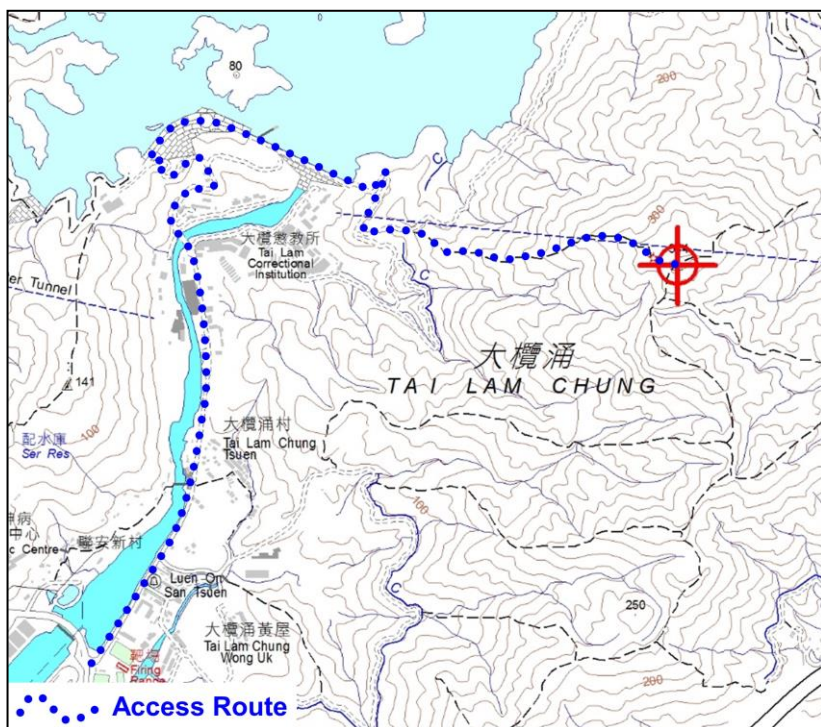 80
200
300
C
大欖懲教所
Tai Lam
Correctional
Institution
er Tunnel
C
大欖涌
TAI LAM CHUNG
141
100
配水庫
Ser Res
大欖涌村
Tai Lam Chung
Tsuen
100
中心
c Centre
聯安新村
Luen On
San Tsuen
C
250
大欖涌黃屋
Tai Lam Chung
Wong Uk
靶場
Firing
Range
200
Access Route